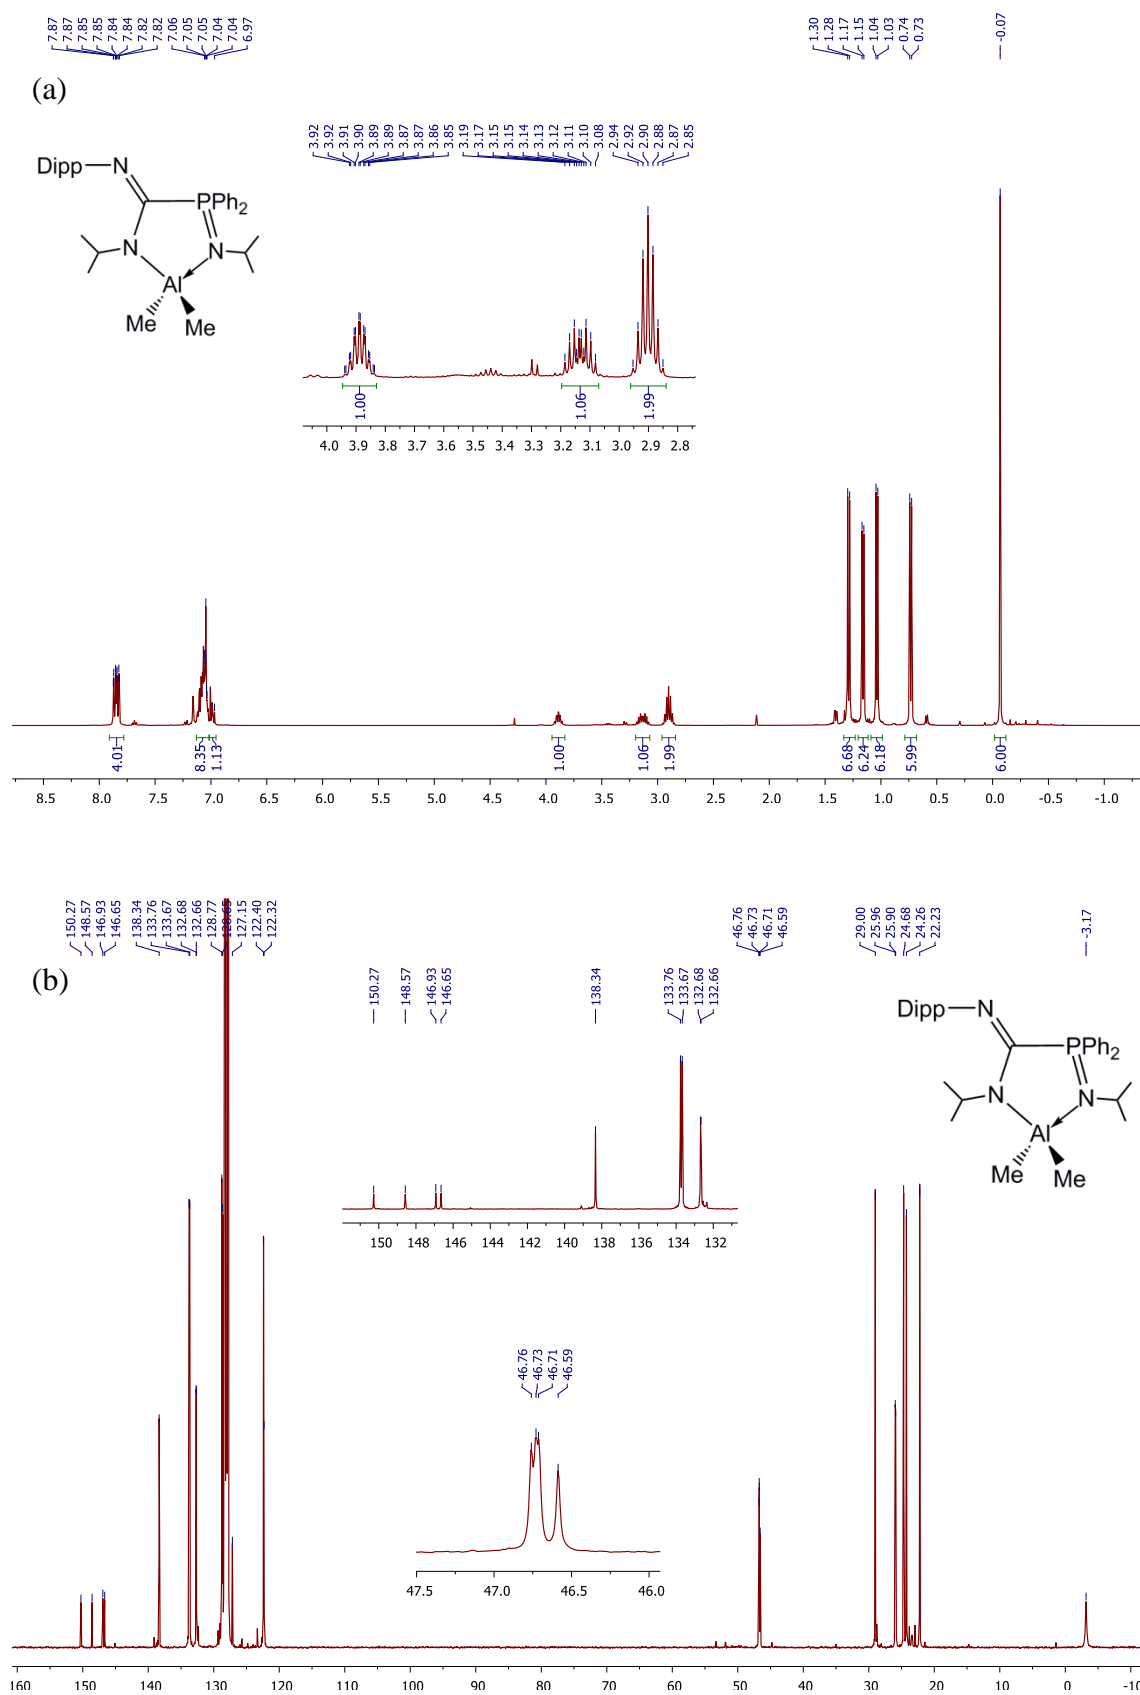 7.87 7.87 7.85 7.85 7.84 7.84 7.82 7.82 7.06 7.05 7.05 7.04 7.04 6.97
1.30 1.28 1.17 1.15 1.04 1.03 0.74 0.73
-0.07
(a)
3.92 3.92 3.91 3.90 3.89 3.89 3.87 3.87 3.86 3.85 3.19 3.17 3.15 3.15 3.14 3.13 3.12 3.11 3.10 3.08 2.94 2.92 2.90 2.88 2.87 2.85
Dipp N
PPh2
N N
Al
Me Me
1.00 1.06 1.99
4.0 3.9 3.8 3.7 3.6 3.5 3.4 3.3 3.2 3.1 3.0 2.9 2.8
4.01 8.35 1.13 1.00 1.06 1.99 6.68 6.24 6.18 5.99 6.00
8.5 8.0 7.5 7.0 6.5 6.0 5.5 5.0 4.5 4.0 3.5 3.0 2.5 2.0 1.5 1.0 0.5 0.0 -0.5 -1.0
150.27 148.57 146.93 146.65 138.34 133.76 133.67 132.68 132.66 128.77 127.15 122.40 122.32
46.76 46.73 46.71 46.59
29.00 25.96 25.90 24.68 24.26 22.23
-3.17
(b)
150.27 148.57 146.93 146.65 138.34 133.76 133.67 132.68 132.66
Dipp N
PPh2
N N
Al
Me Me
150 148 146 144 142 140 138 136 134 132
46.76 46.73 46.71 46.59
47.5 47.0 46.5 46.0
160 150 140 130 120 110 100 90 80 70 60 50 40 30 20 10 0 -10